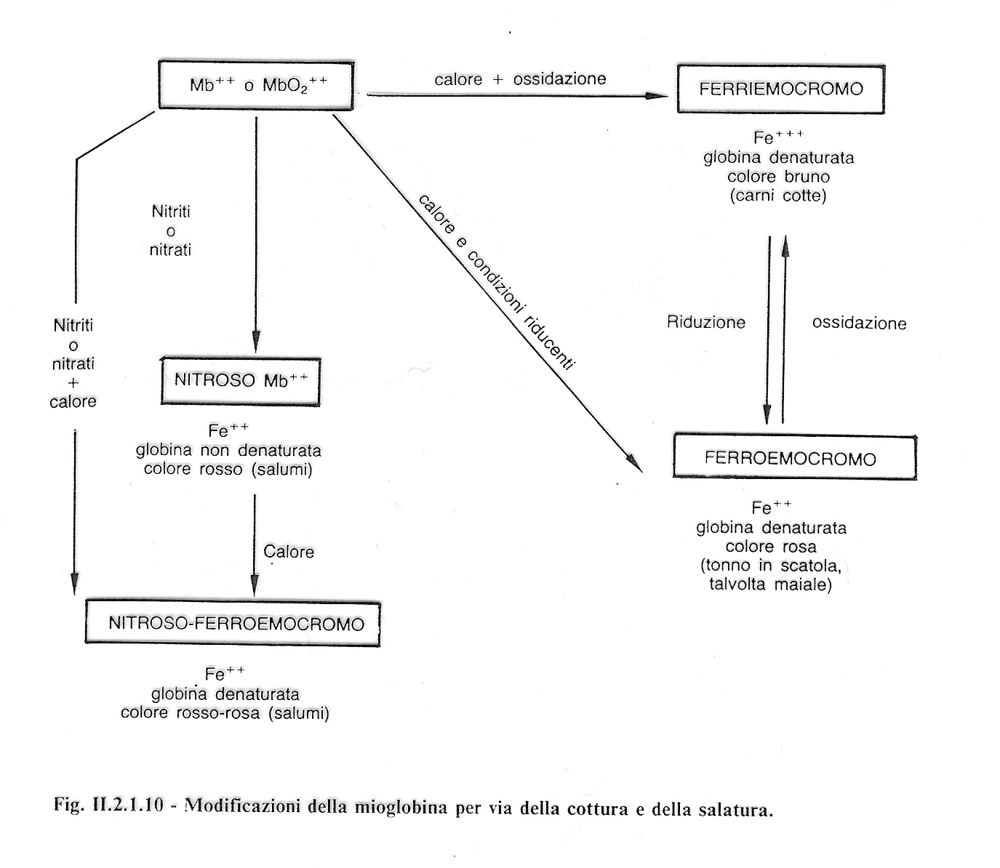 Mb⁺⁺ o MbO₂⁺⁺
calore + ossidazione
FERRIEMOCROMO
Fe⁺⁺⁺
globina denaturata
colore bruno
(carni cotte)
Nitriti
o
nitrati
calore e condizioni riducenti
Nitriti
o
nitrati
+
calore
Riduzione
ossidazione
NITROSO Mb⁺⁺
Fe⁺⁺
globina non denaturata
colore rosso (salumi)
FERROEMOCROMO
Fe⁺⁺
globina denaturata
colore rosa
(tonno in scatola,
talvolta maiale)
Calore
NITROSO-FERROEMOCROMO
Fe⁺⁺
globina denaturata
colore rosso-rosa (salumi)
Fig. II.2.1.10 - Modificazioni della mioglobina per via della cottura e della salatura.